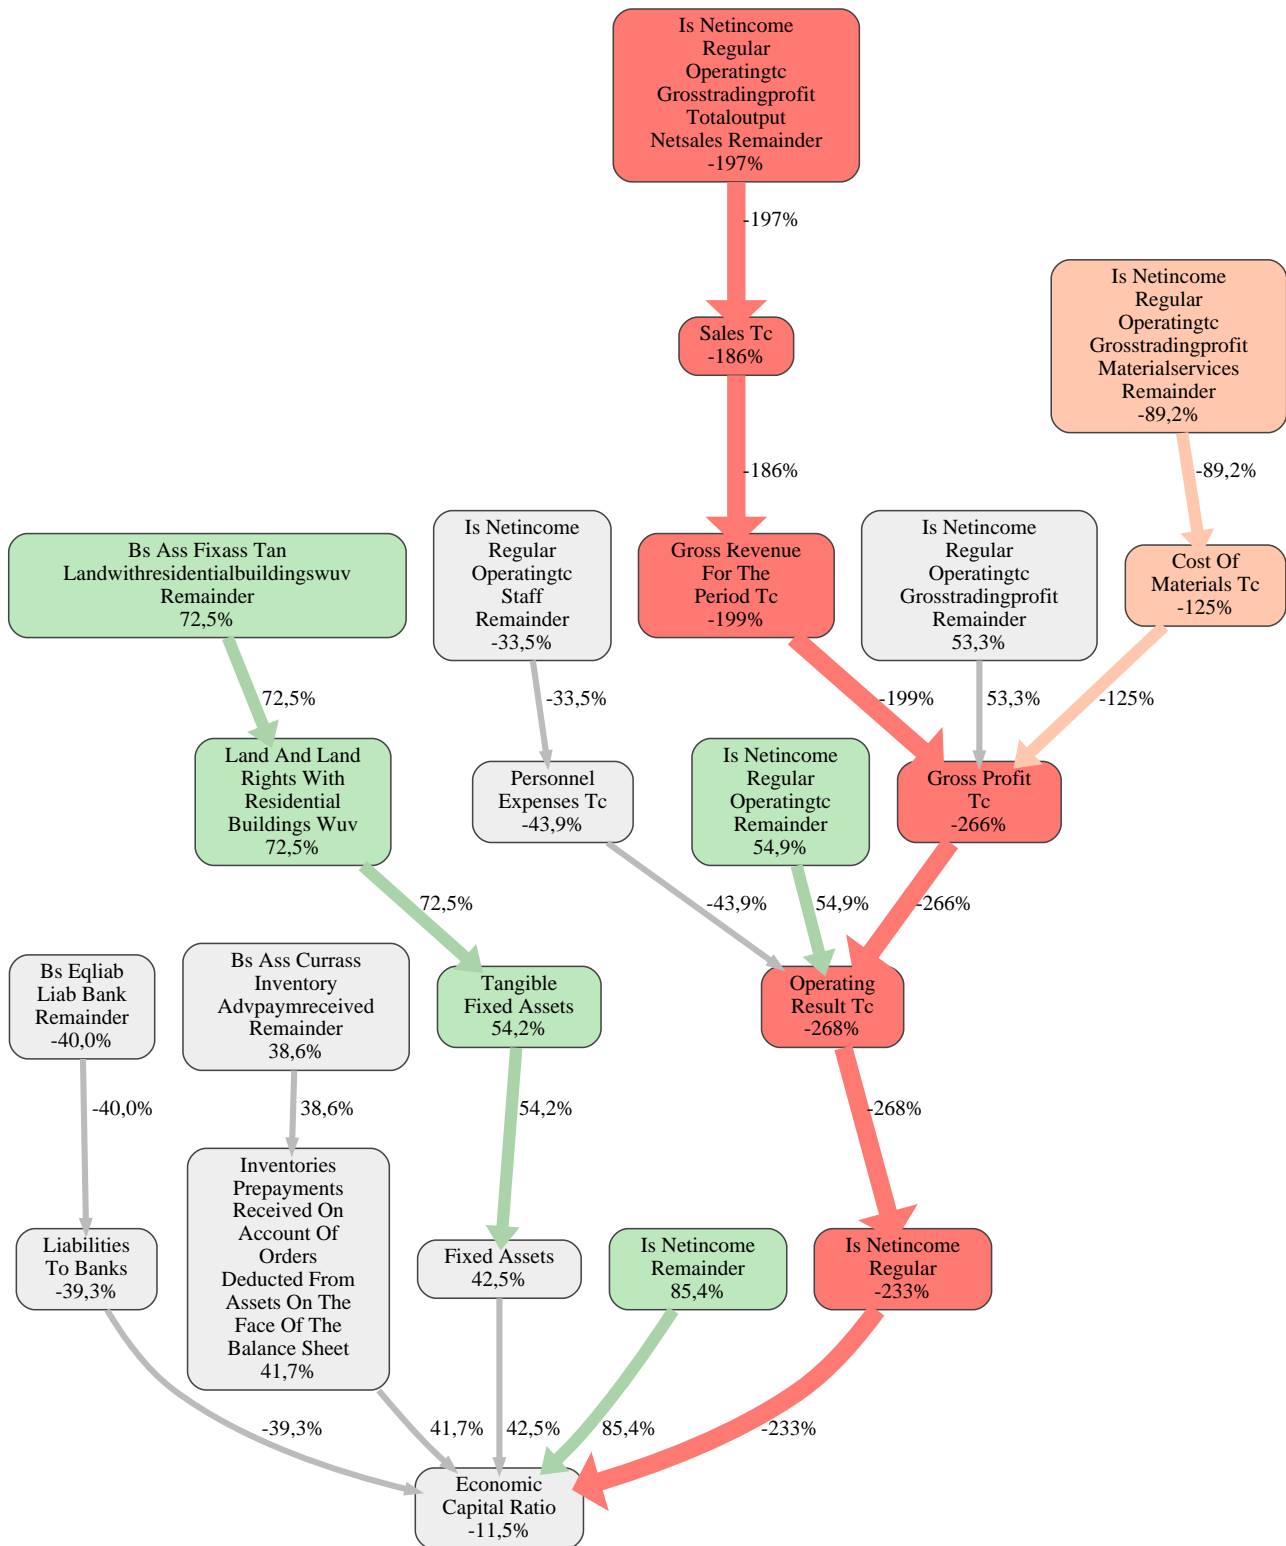 Is Netincome
Regular
Operatingtc
Grosstradingprofit
Totaloutput
Netsales Remainder
-197%
-197%
Sales Tc
-186%
-186%
Is Netincome
Regular
Operatingtc
Grosstradingprofit
Materialservices
Remainder
-89,2%
-89,2%
Bs Ass Fixass Tan
Landwithresidentialbuildingswuv
Remainder
72,5%
72,5%
Is Netincome
Regular
Operatingtc
Staff
Remainder
-33,5%
-33,5%
Gross Revenue
For The
Period Tc
-199%
-199%
Is Netincome
Regular
Operatingtc
Grosstradingprofit
Remainder
53,3%
53,3%
Cost Of
Materials Tc
-125%
-125%
Land And Land
Rights With
Residential
Buildings Wuv
72,5%
72,5%
Personnel
Expenses Tc
-43,9%
-43,9%
Is Netincome
Regular
Operatingtc
Remainder
54,9%
54,9%
Gross Profit
Tc
-266%
-266%
Bs Eqliab
Liab Bank
Remainder
-40,0%
-40,0%
Bs Ass Currass
Inventory
Advpaymreceived
Remainder
38,6%
38,6%
Tangible
Fixed Assets
54,2%
54,2%
Operating
Result Tc
-268%
-268%
Liabilities
To Banks
-39,3%
-39,3%
Inventories
Prepayments
Received On
Account Of
Orders
Deducted From
Assets On The
Face Of The
Balance Sheet
41,7%
41,7%
Fixed Assets
42,5%
42,5%
Is Netincome
Remainder
85,4%
85,4%
Is Netincome
Regular
-233%
-233%
Economic
Capital Ratio
-11,5%